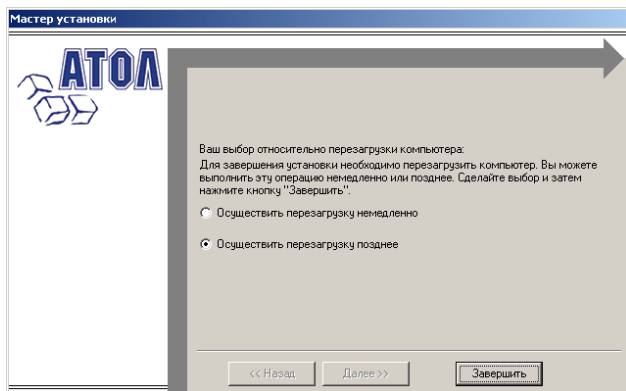 Мастер установки
АТОЛ
Ваш выбор относительно перезагрузки компьютера:
Для завершения установки необходимо перезагрузить компьютер. Вы можете
выполнить эту операцию немедленно или позднее. Сделайте выбор и затем
нажмите кнопку "Завершить".
Осуществить перезагрузку немедленно
Осуществить перезагрузку позднее
<< Назад
Далее >>
Завершить